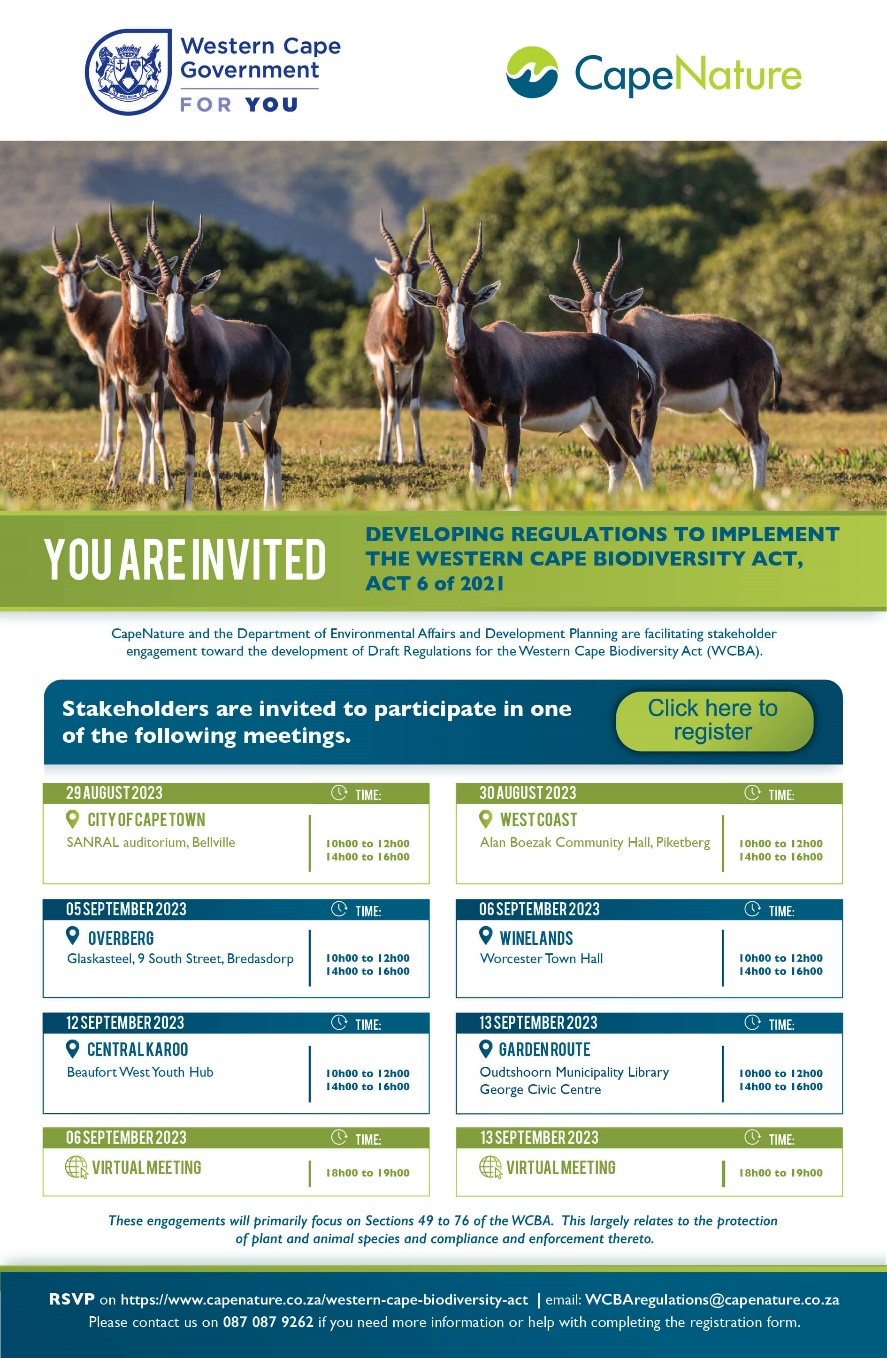 Western Cape
Government
FOR YOU
CapeNature
YOU ARE INVITED
DEVELOPING REGULATIONS TO IMPLEMENT
THE WESTERN CAPE BIODIVERSITY ACT,
ACT 6 of 2021
CapeNature and the Department of Environmental Affairs and Development Planning are facilitating stakeholder
engagement toward the development of Draft Regulations for the Western Cape Biodiversity Act (WCBA).
Stakeholders are invited to participate in one
of the following meetings.
Click here to
register
29 AUGUST 2023 TIME:
CITY OF CAPE TOWN
SANRAL auditorium, Bellville
10h00 to 12h00
14h00 to 16h00
30 AUGUST 2023 TIME:
WEST COAST
Alan Boezak Community Hall, Piketberg
10h00 to 12h00
14h00 to 16h00
05 SEPTEMBER 2023 TIME:
OVERBERG
Glaskasteel, 9 South Street, Bredasdorp
10h00 to 12h00
14h00 to 16h00
06 SEPTEMBER 2023 TIME:
WINELANDS
Worcester Town Hall
10h00 to 12h00
14h00 to 16h00
12 SEPTEMBER 2023 TIME:
CENTRAL KAROO
Beaufort West Youth Hub
10h00 to 12h00
14h00 to 16h00
13 SEPTEMBER 2023 TIME:
GARDEN ROUTE
Oudtshoorn Municipality Library
George Civic Centre
10h00 to 12h00
14h00 to 16h00
06 SEPTEMBER 2023 TIME:
VIRTUAL MEETING
18h00 to 19h00
13 SEPTEMBER 2023 TIME:
VIRTUAL MEETING
18h00 to 19h00
These engagements will primarily focus on Sections 49 to 76 of the WCBA. This largely relates to the protection
of plant and animal species and compliance and enforcement thereto.
RSVP on https://www.capenature.co.za/western-cape-biodiversity-act | email: WCBAregulations@capenature.co.za
Please contact us on 087 087 9262 if you need more information or help with completing the registration form.